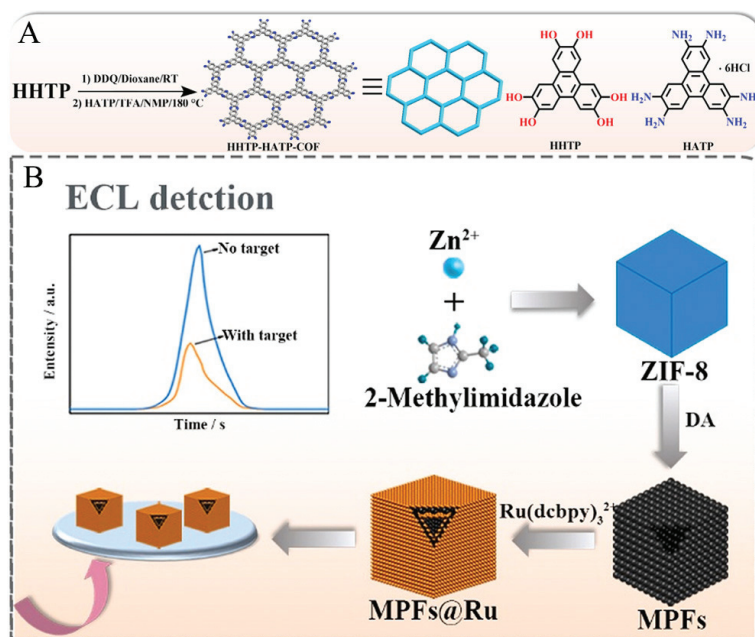 A
HHTP
1) DDQ/Dioxane/RT
2) HATP/TFA/NMP/180 °C
HHTP-HATP-COF
≡
OH
OH
HO
HO
OH
OH
HHTP
NH₂
NH₂
· 6HCl
H₂N
NH
H₂N
NH₂
NH₂
HATP
B
ECL detction
Entensity / a.u.
No target
With target
Time / s
Zn²⁺
+
2-Methylimidazole
ZIF-8
DA
MPFs
Ru(dcbpy)₃²⁺
MPFs@Ru